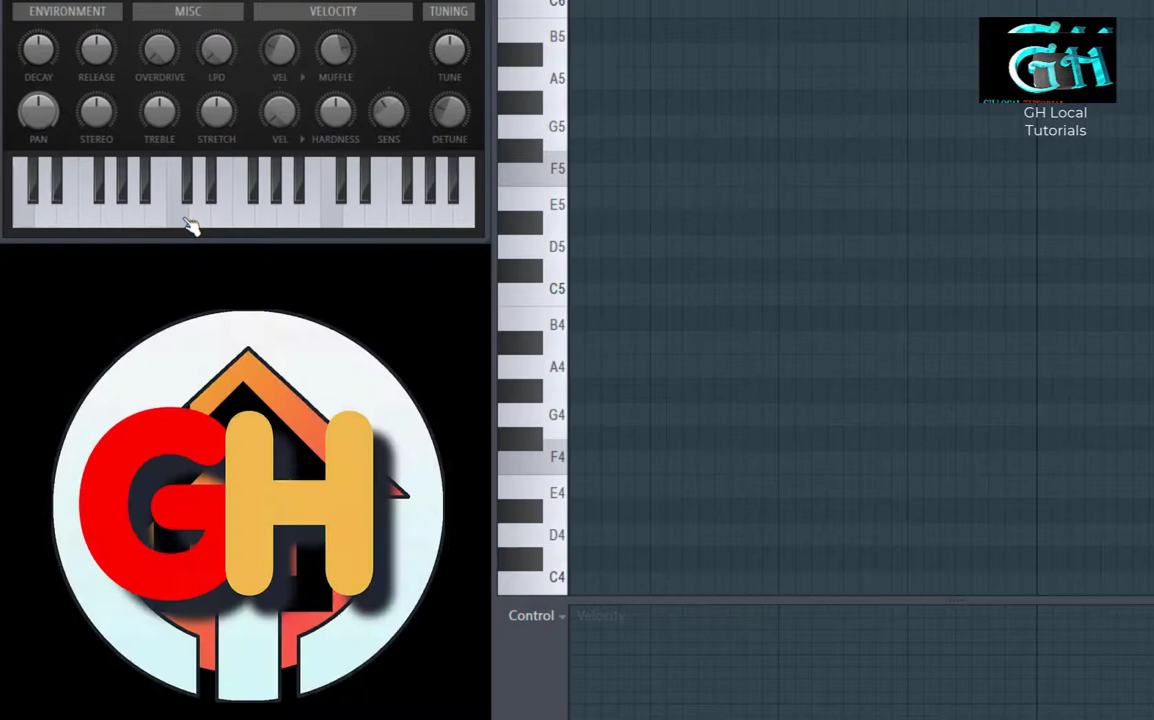 ENVIRONMENT MISC VELOCITY TUNING
DECAY RELEASE OVERDRIVE LPD VEL MUFFLE TUNE
PAN STEREO TREBLE STRETCH VEL HARDNESS SENS DETUNE
C6
B5
A5
G5
F5
E5
D5
C5
B4
A4
G4
F4
E4
D4
C4
Control Velocity
GH
GH
GH Local
Tutorials